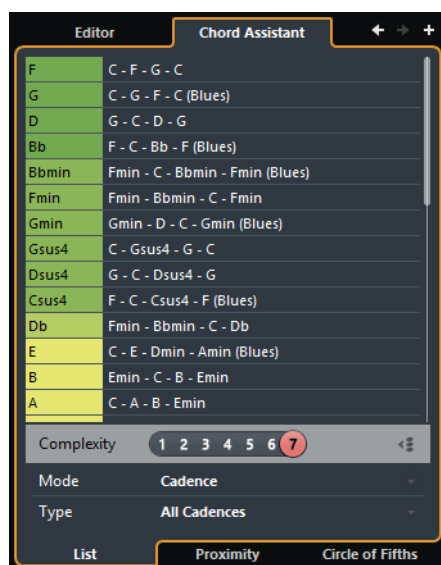 Editor Chord Assistant
F C - F - G - C
G C - G - F - C (Blues)
D G - C - D - G
Bb F - C - Bb - F (Blues)
Bbmin Fmin - C - Bbmin - Fmin (Blues)
Fmin Fmin - Bbmin - C - Fmin
Gmin Gmin - D - C - Gmin (Blues)
Gsus4 C - Gsus4 - G - C
Dsus4 G - C - Dsus4 - G
Csus4 F - C - Csus4 - F (Blues)
Db Fmin - Bbmin - C - Db
E C - E - Dmin - Amin (Blues)
B Emin - C - B - Emin
A C - A - B - Emin
Complexity 1 2 3 4 5 6 7
Mode Cadence
Type All Cadences
List Proximity Circle of Fifths